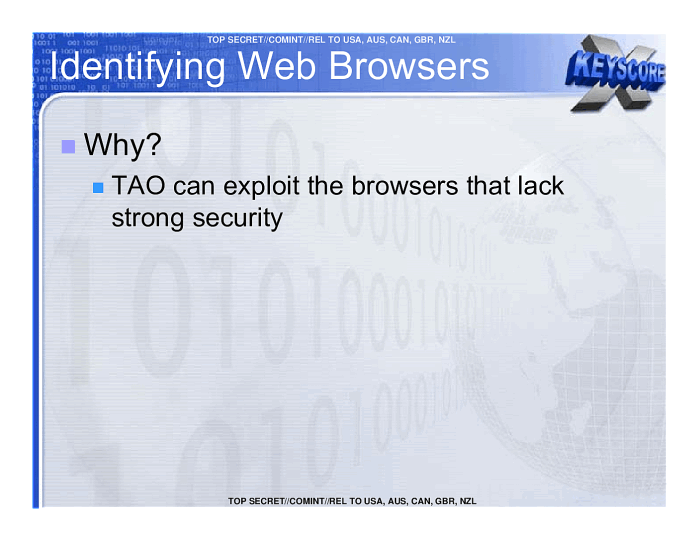 TOP SECRET//COMINT//REL TO USA, AUS, CAN, GBR, NZL
Identifying Web Browsers
X KEYSCORE
Why?
TAO can exploit the browsers that lack
strong security
TOP SECRET//COMINT//REL TO USA, AUS, CAN, GBR, NZL